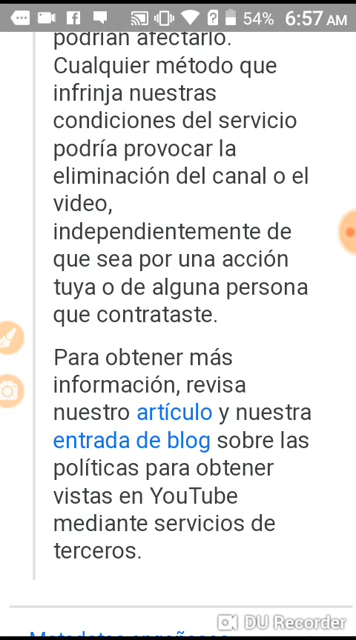 54% 6:57 AM
podrían afectarlo.
Cualquier método que
infrinja nuestras
condiciones del servicio
podría provocar la
eliminación del canal o el
video,
independientemente de
que sea por una acción
tuya o de alguna persona
que contrataste.
Para obtener más
información, revisa
nuestro artículo y nuestra
entrada de blog sobre las
políticas para obtener
vistas en YouTube
mediante servicios de
terceros.
DU Recorder